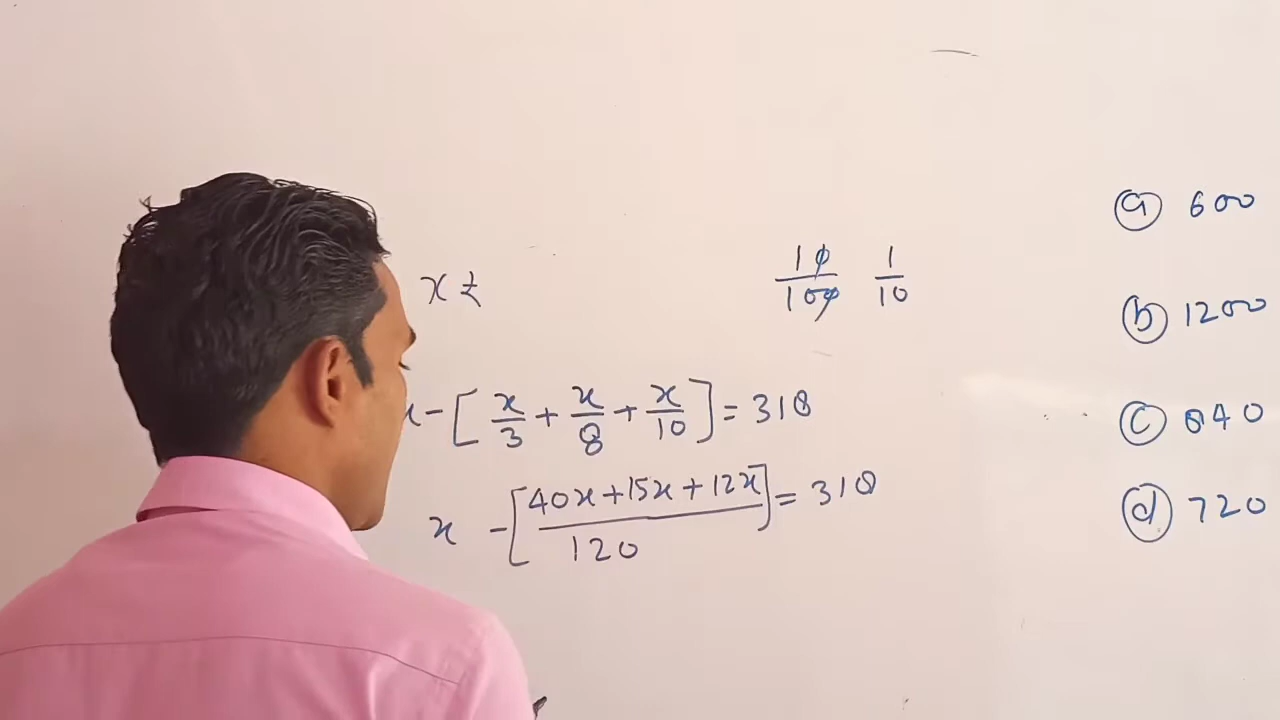 x ₹
10/100 1/10
x - [x/3 + x/8 + x/10] = 318
x - [40x + 15x + 12x / 120] = 318
(a) 600
(b) 1200
(c) 840
(d) 720